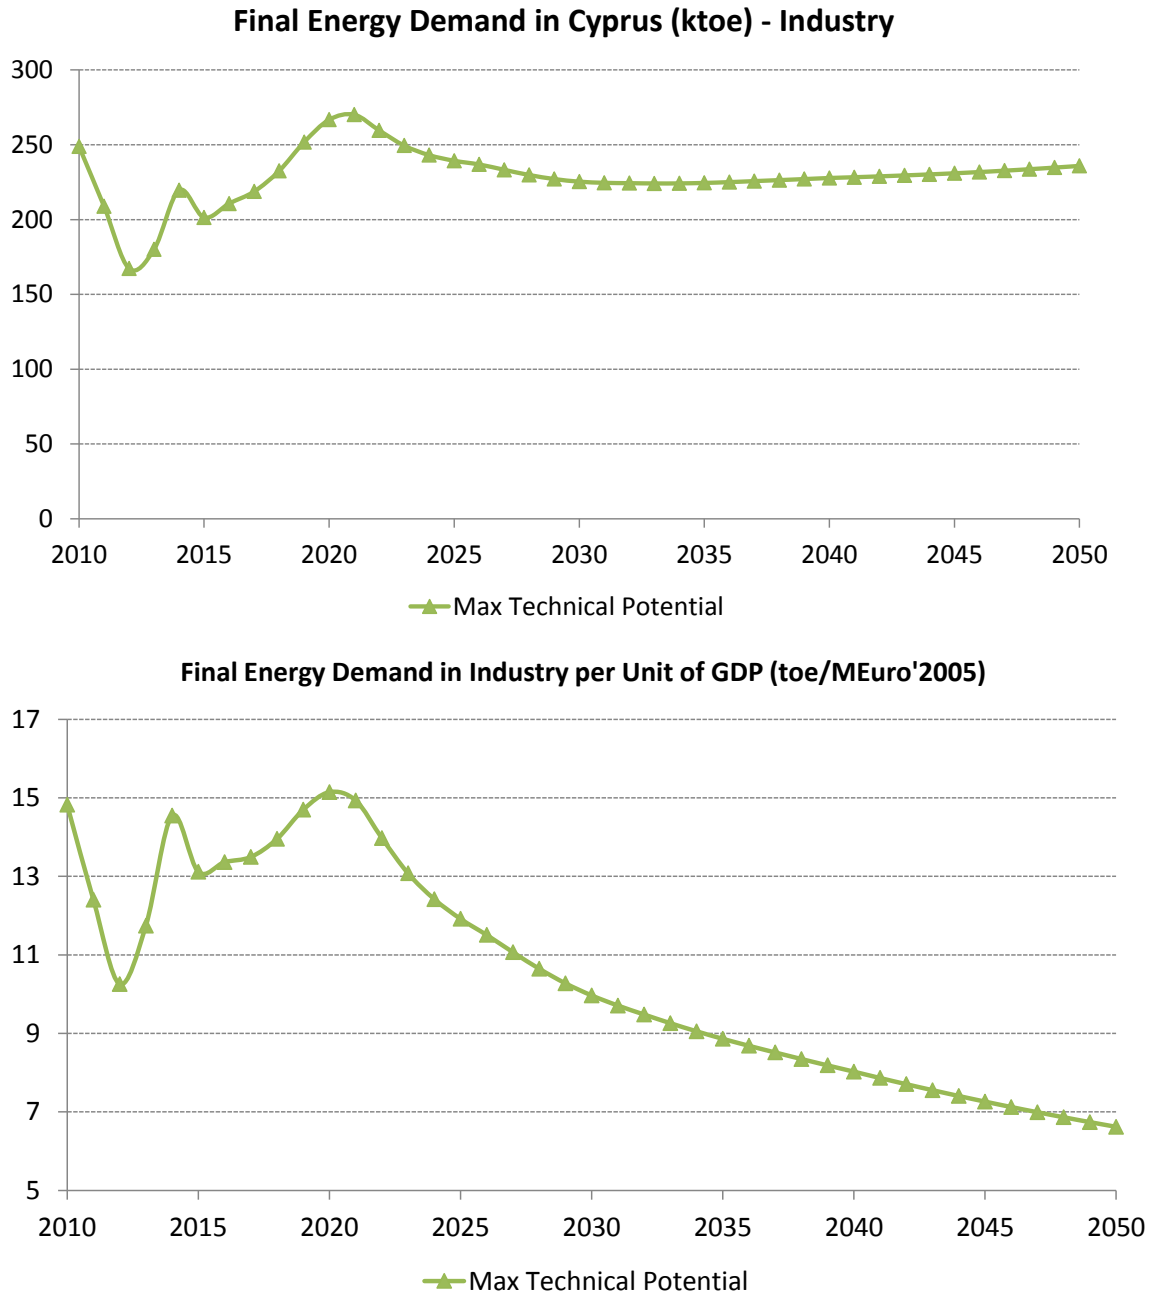 Final Energy Demand in Cyprus (ktoe) - Industry
300
250
200
150
100
50
0
2010 2015 2020 2025 2030 2035 2040 2045 2050
Max Technical Potential
Final Energy Demand in Industry per Unit of GDP (toe/MEuro'2005)
17
15
13
11
9
7
5
2010 2015 2020 2025 2030 2035 2040 2045 2050
Max Technical Potential